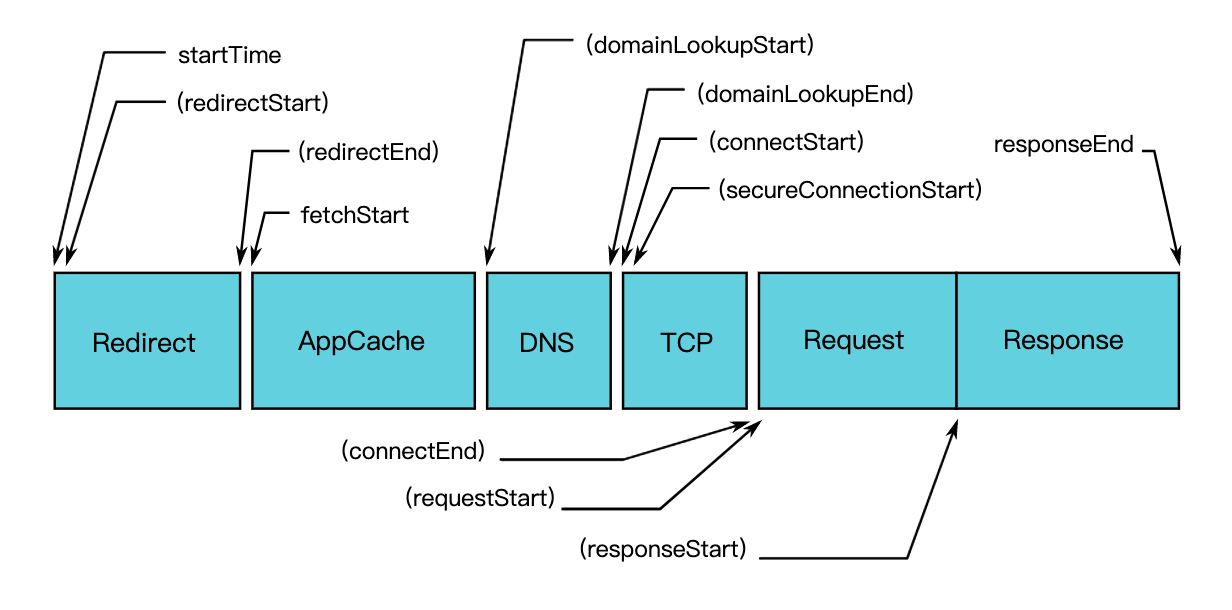 startTime
(domainLookupStart)
(redirectStart)
(domainLookupEnd)
(redirectEnd)
(connectStart)
responseEnd
fetchStart
(secureConnectionStart)
Redirect
AppCache
DNS
TCP
Request
Response
(connectEnd)
(requestStart)
(responseStart)